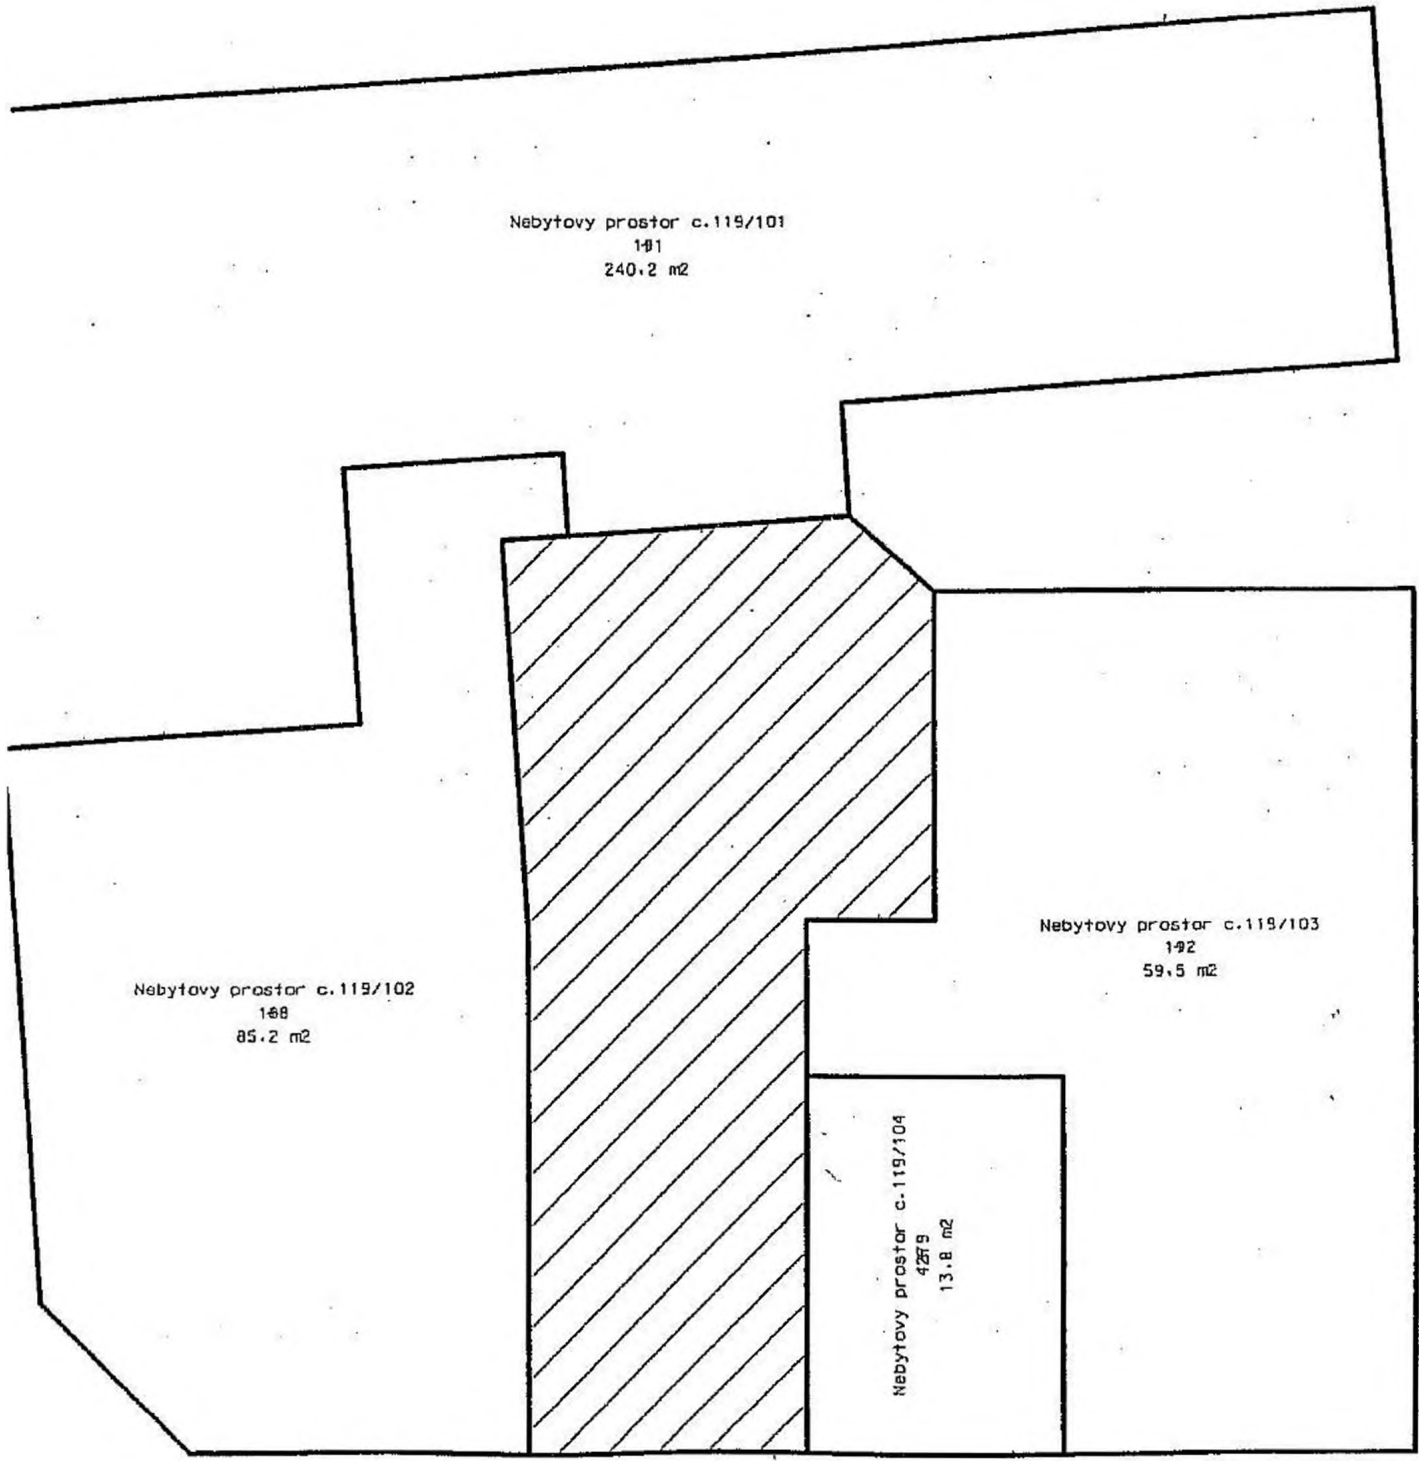 Nebytovy prostor c.119/101
240.2 m2
Nebytovy prostor c.119/103
59.5 m2
Nebytovy prostor c.119/102
85.2 m2
Nebytovy prostor c.119/104
13.8 m2